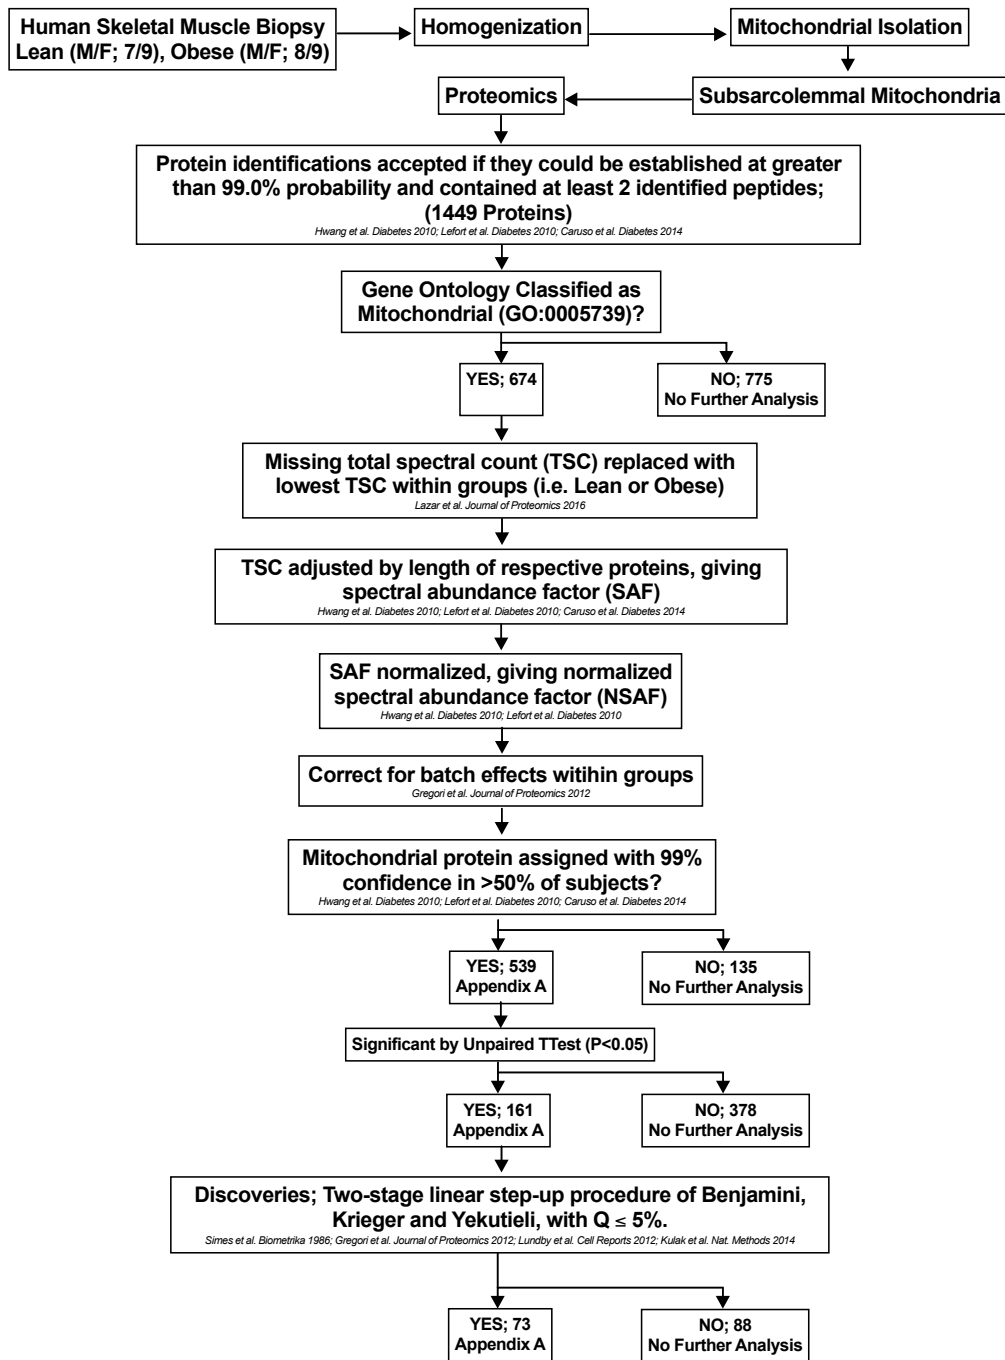 Human Skeletal Muscle Biopsy
Lean (M/F; 7/9), Obese (M/F; 8/9)
Homogenization
Mitochondrial Isolation
Proteomics
Subsarcolemmal Mitochondria
Protein identifications accepted if they could be established at greater
than 99.0% probability and contained at least 2 identified peptides;
(1449 Proteins)
Hwang et al. Diabetes 2010; Lefort et al. Diabetes 2010; Caruso et al. Diabetes 2014
Gene Ontology Classified as
Mitochondrial (GO:0005739)?
YES; 674
NO; 775
No Further Analysis
Missing total spectral count (TSC) replaced with
lowest TSC within groups (i.e. Lean or Obese)
Lazar et al. Journal of Proteomics 2016
TSC adjusted by length of respective proteins, giving
spectral abundance factor (SAF)
Hwang et al. Diabetes 2010; Lefort et al. Diabetes 2010; Caruso et al. Diabetes 2014
SAF normalized, giving normalized
spectral abundance factor (NSAF)
Hwang et al. Diabetes 2010; Lefort et al. Diabetes 2010
Correct for batch effects witihin groups
Gregori et al. Journal of Proteomics 2012
Mitochondrial protein assigned with 99%
confidence in >50% of subjects?
Hwang et al. Diabetes 2010; Lefort et al. Diabetes 2010; Caruso et al. Diabetes 2014
YES; 539
Appendix A
NO; 135
No Further Analysis
Significant by Unpaired TTest (P<0.05)
YES; 161
Appendix A
NO; 378
No Further Analysis
Discoveries; Two-stage linear step-up procedure of Benjamini,
Krieger and Yekutieli, with Q ≤ 5%.
Simes et al. Biometrika 1986; Gregori et al. Journal of Proteomics 2012; Lundby et al. Cell Reports 2012; Kulak et al. Nat. Methods 2014
YES; 73
Appendix A
NO; 88
No Further Analysis